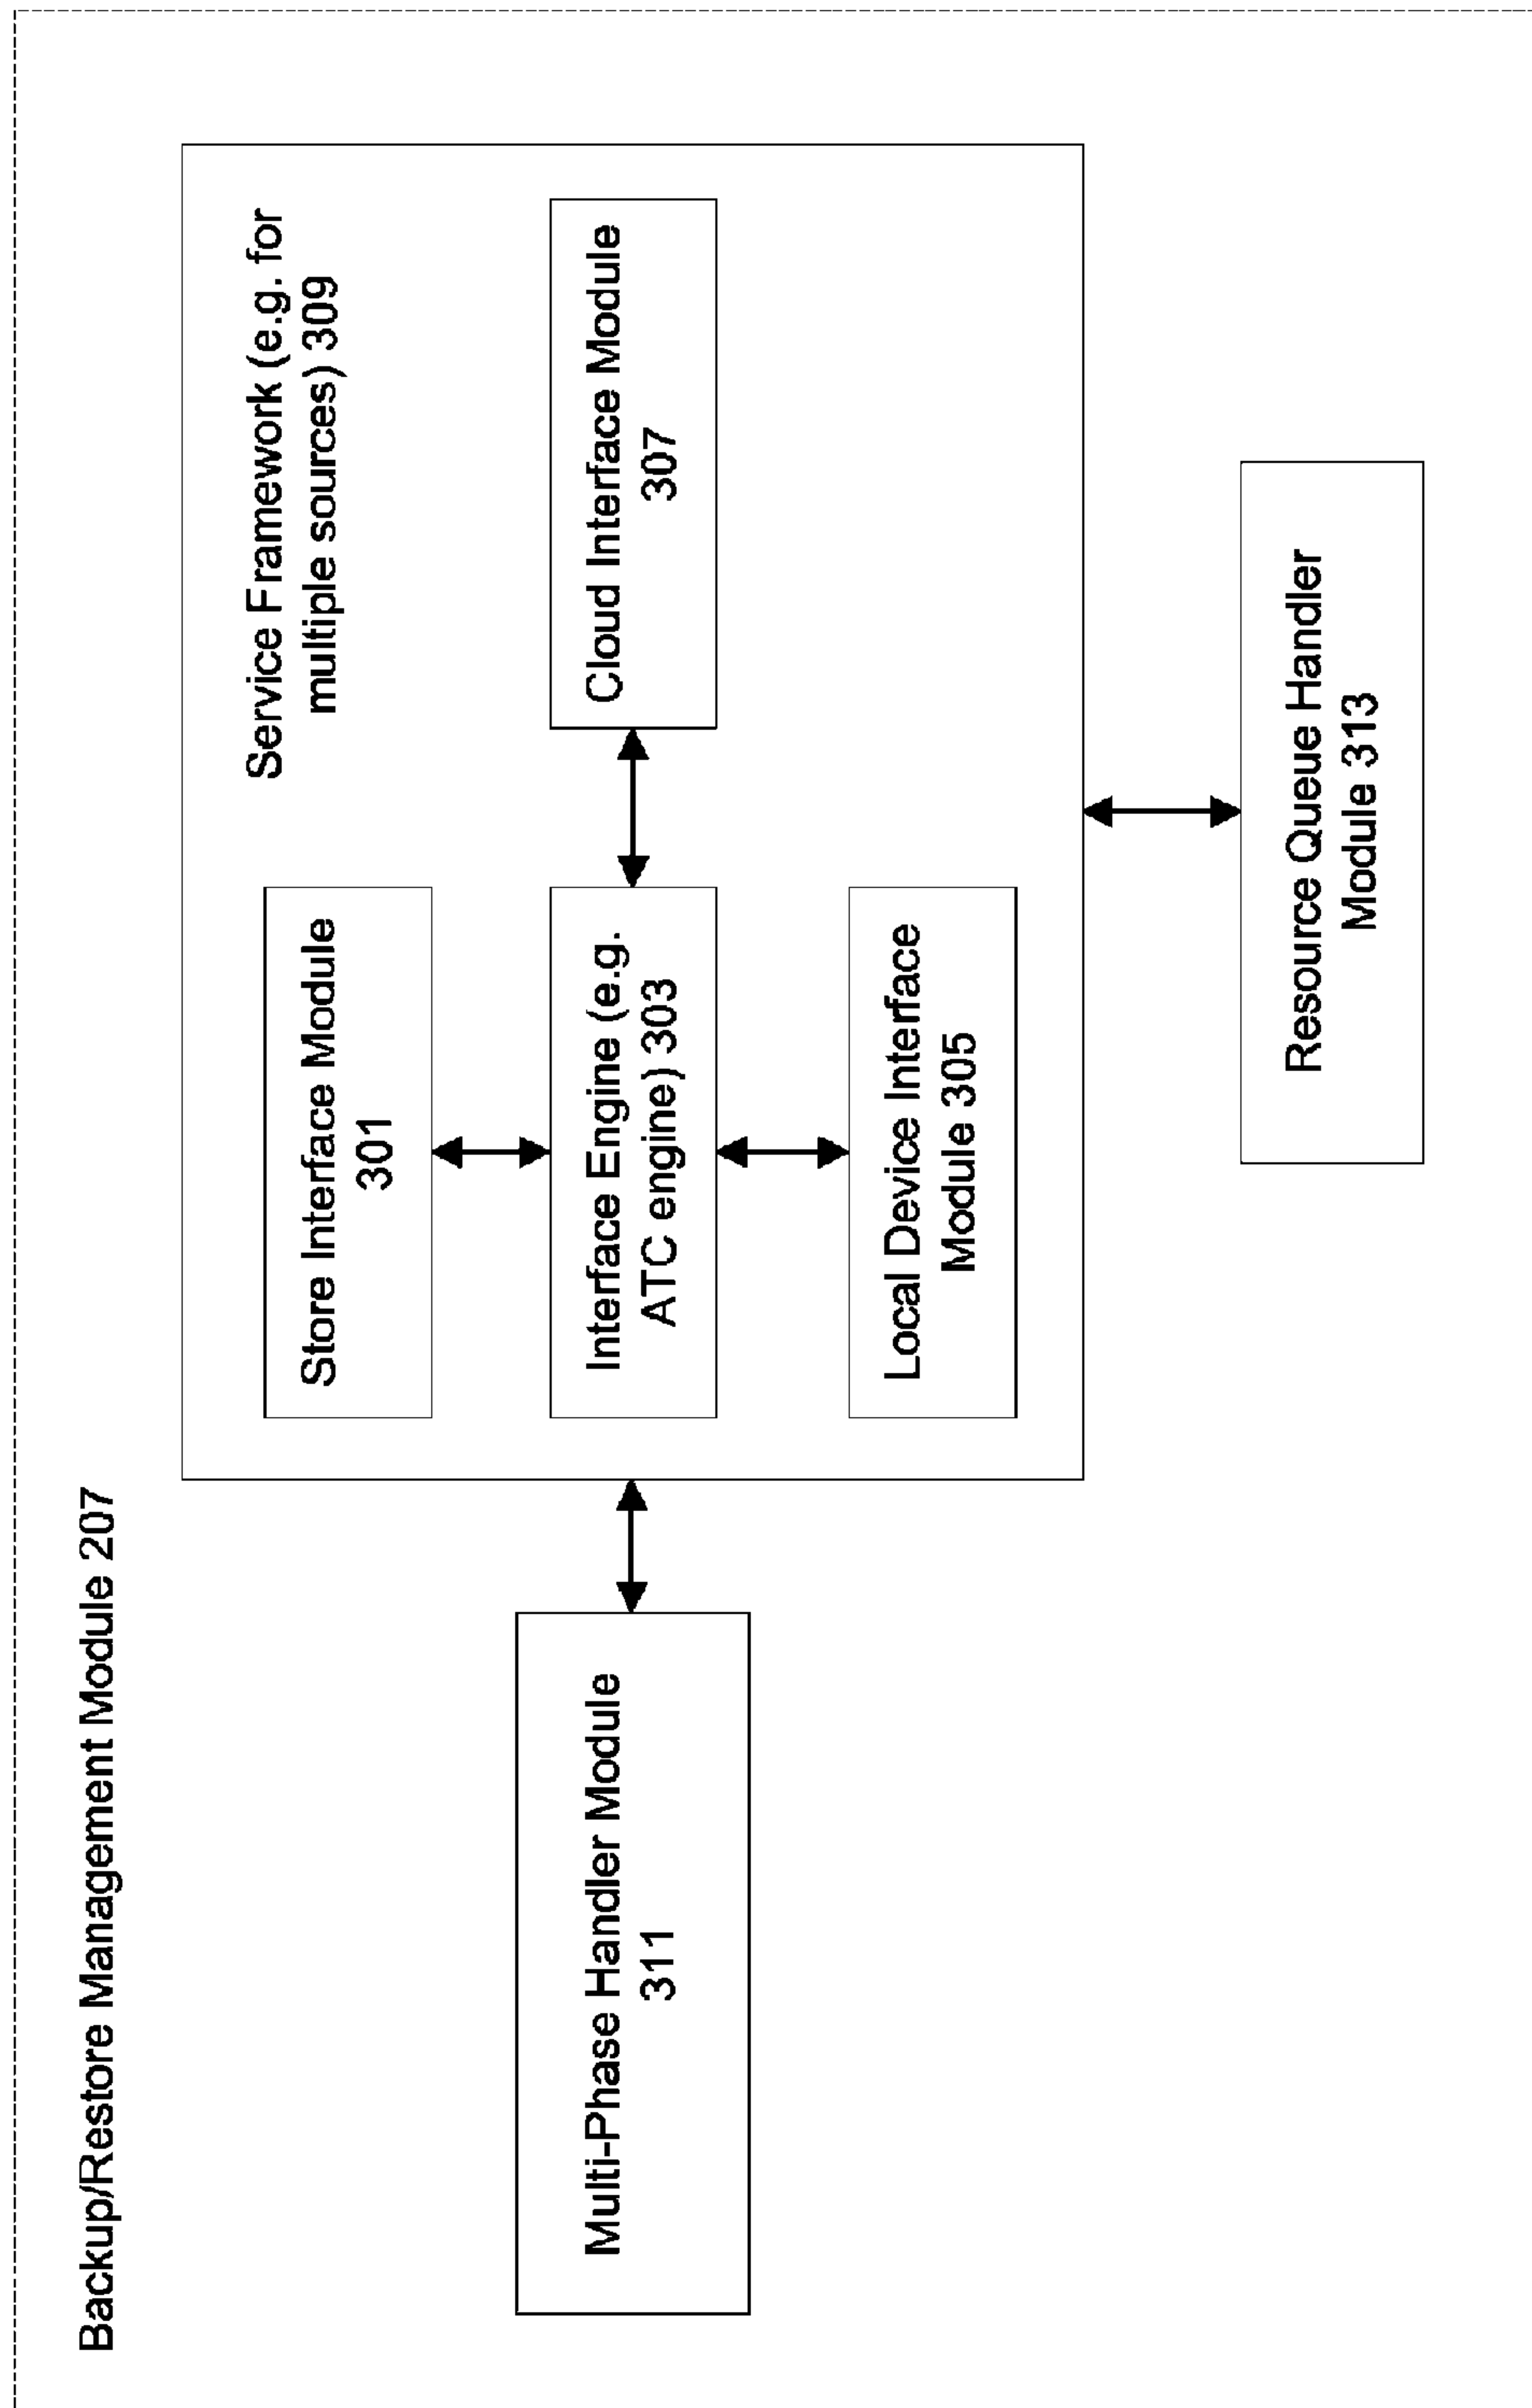 Backup/Restore Management Module 207
Service Framework (e.g. for
multiple sources) 309
Store Interface Module
301
Multi-Phase Handler Module
311
Interface Engine (e.g.
ATC engine) 303
Cloud Interface Module
307
Local Device Interface
Module 305
Resource Queue Handler
Module 313